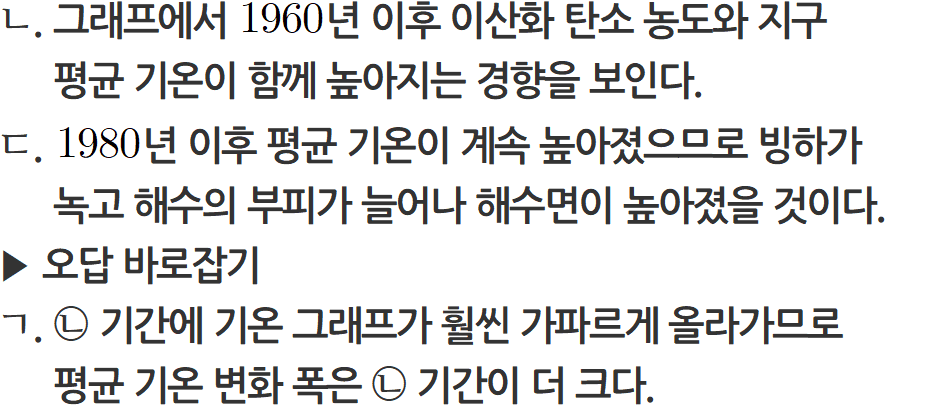 ㄴ. 그래프에서 1960년 이후 이산화 탄소 농도와 지구
평균 기온이 함께 높아지는 경향을 보인다.
ㄷ. 1980년 이후 평균 기온이 계속 높아졌으므로 빙하가
녹고 해수의 부피가 늘어나 해수면이 높아졌을 것이다.
▶ 오답 바로잡기
ㄱ. ㉡ 기간에 기온 그래프가 훨씬 가파르게 올라가므로
평균 기온 변화 폭은 ㉡ 기간이 더 크다.